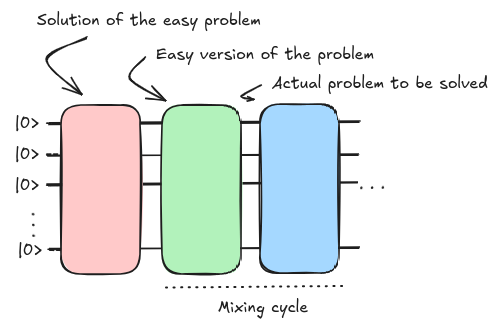 Solution of the easy problem
Easy version of the problem
Actual problem to be solved
|0>
|0>
|0>
|0>
...
Mixing cycle